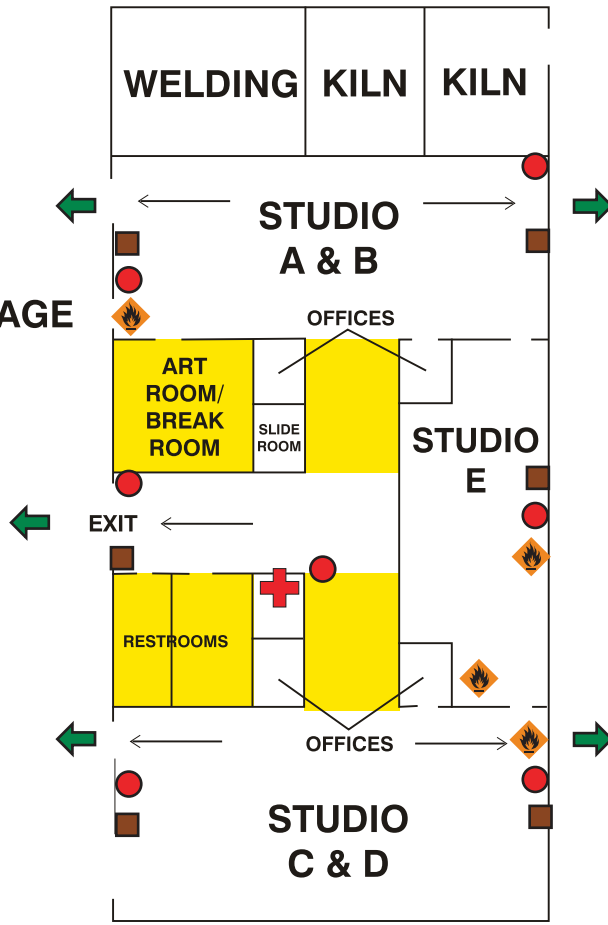 WELDING
KILN
KILN
STUDIO
A & B
AGE
OFFICES
ART
ROOM/
BREAK
ROOM
SLIDE
ROOM
STUDIO
E
EXIT
RESTROOMS
OFFICES
STUDIO
C & D